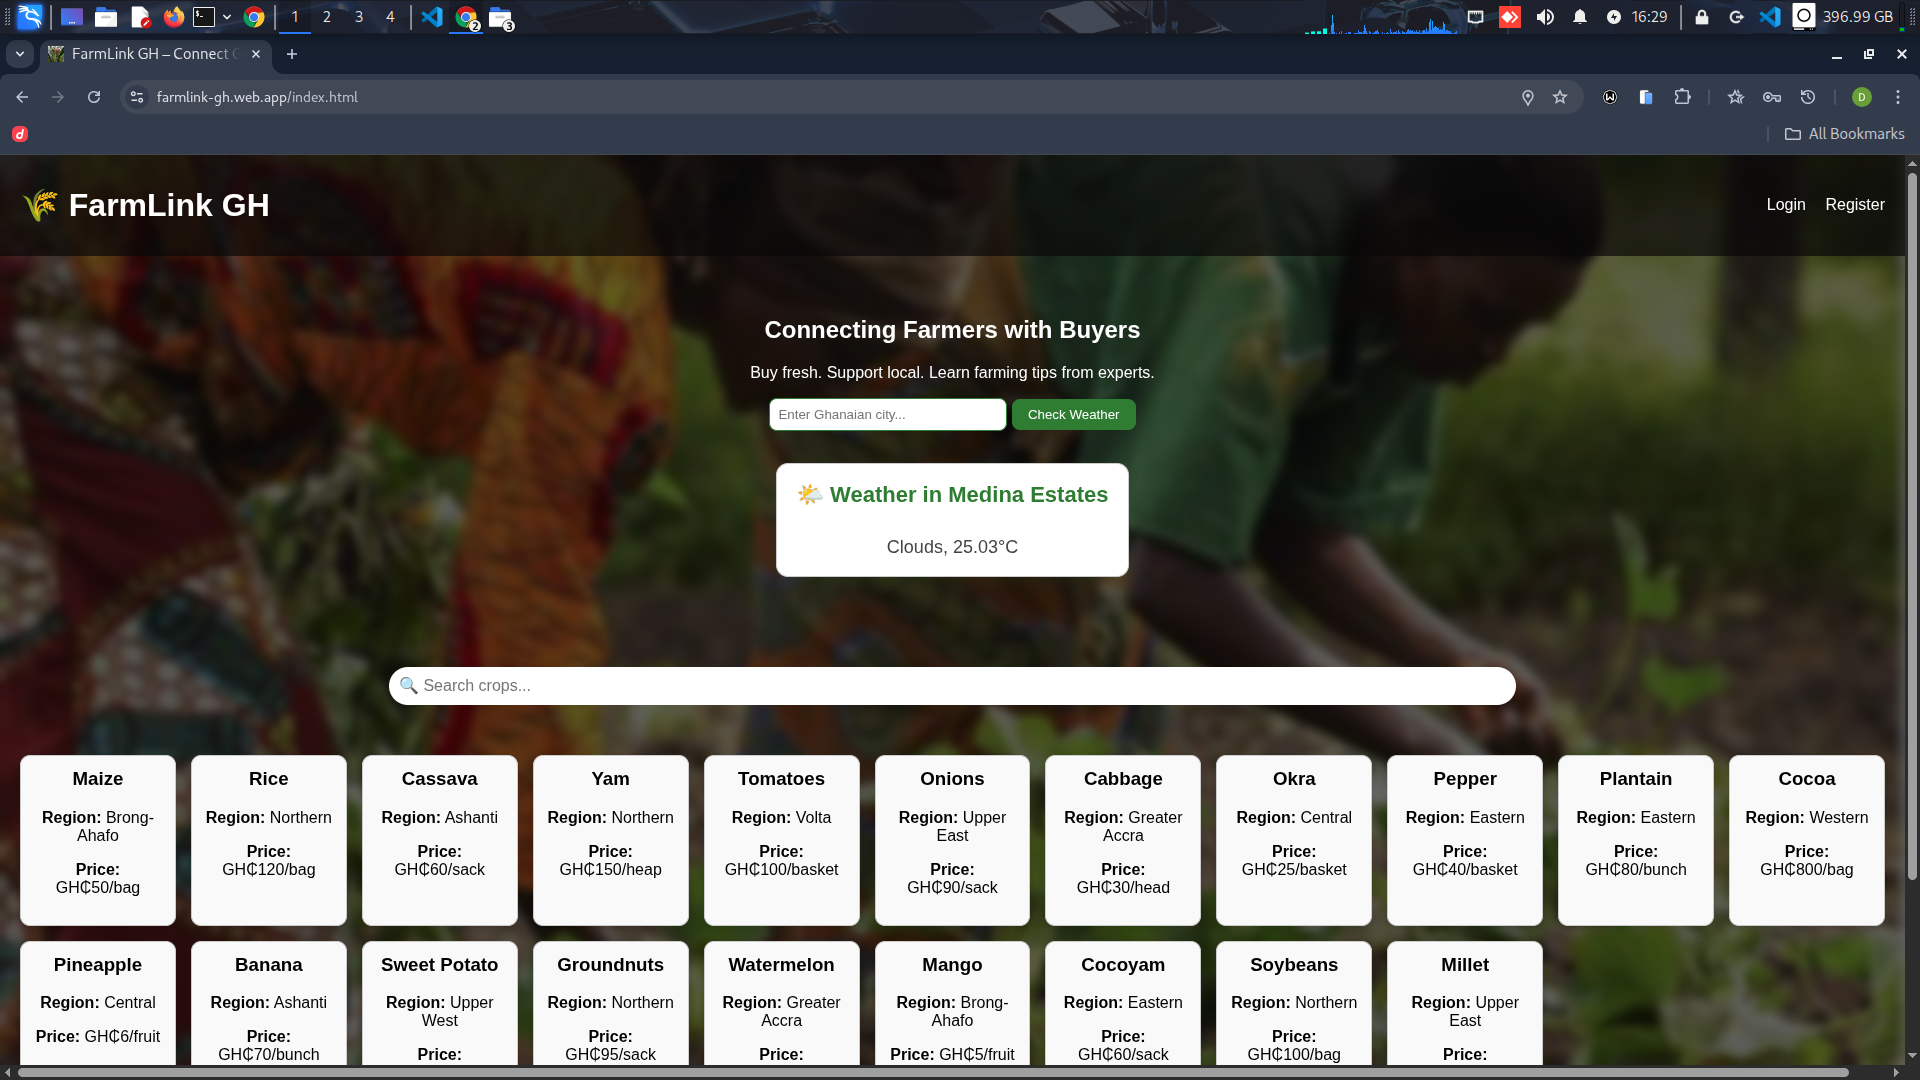 1 2 3 4
2
3
16:29
396.99 GB
FarmLink GH – Connect
farmlink-gh.web.app/index.html
D
All Bookmarks
FarmLink GH
Login Register
Connecting Farmers with Buyers
Buy fresh. Support local. Learn farming tips from experts.
Enter Ghanaian city... Check Weather
Weather in Medina Estates
Clouds, 25.03°C
Search crops...
Maize
Region: Brong-
Ahafo
Price:
GH₵50/bag
Rice
Region: Northern
Price:
GH₵120/bag
Cassava
Region: Ashanti
Price:
GH₵60/sack
Yam
Region: Northern
Price:
GH₵150/heap
Tomatoes
Region: Volta
Price:
GH₵100/basket
Onions
Region: Upper
East
Price:
GH₵90/sack
Cabbage
Region: Greater
Accra
Price:
GH₵30/head
Okra
Region: Central
Price:
GH₵25/basket
Pepper
Region: Eastern
Price:
GH₵40/basket
Plantain
Region: Eastern
Price:
GH₵80/bunch
Cocoa
Region: Western
Price:
GH₵800/bag
Pineapple
Region: Central
Price: GH₵6/fruit
Banana
Region: Ashanti
Price:
GH₵70/bunch
Sweet Potato
Region: Upper
West
Price:
Groundnuts
Region: Northern
Price:
GH₵95/sack
Watermelon
Region: Greater
Accra
Price:
Mango
Region: Brong-
Ahafo
Price: GH₵5/fruit
Cocoyam
Region: Eastern
Price:
GH₵60/sack
Soybeans
Region: Northern
Price:
GH₵100/bag
Millet
Region: Upper
East
Price: